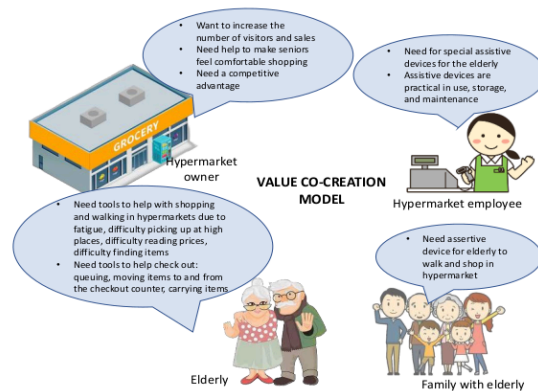 • Want to increase the
number of visitors and sales
• Need help to make seniors
feel comfortable shopping
• Need a competitive
advantage
• Need for special assistive
devices for the elderly
• Assistive devices are
practical in use, storage,
and maintenance
GROCERY
Hypermarket
owner
VALUE CO-CREATION
MODEL
Hypermarket employee
• Need tools to help with shopping
and walking in hypermarkets due to
fatigue, difficulty picking up at high
places, difficulty reading prices,
difficulty finding items
• Need tools to help check out:
queuing, moving items to and from
the checkout counter, carrying items
• Need assertive
device for elderly to
walk and shop in
hypermarket
Elderly
Family with elderly